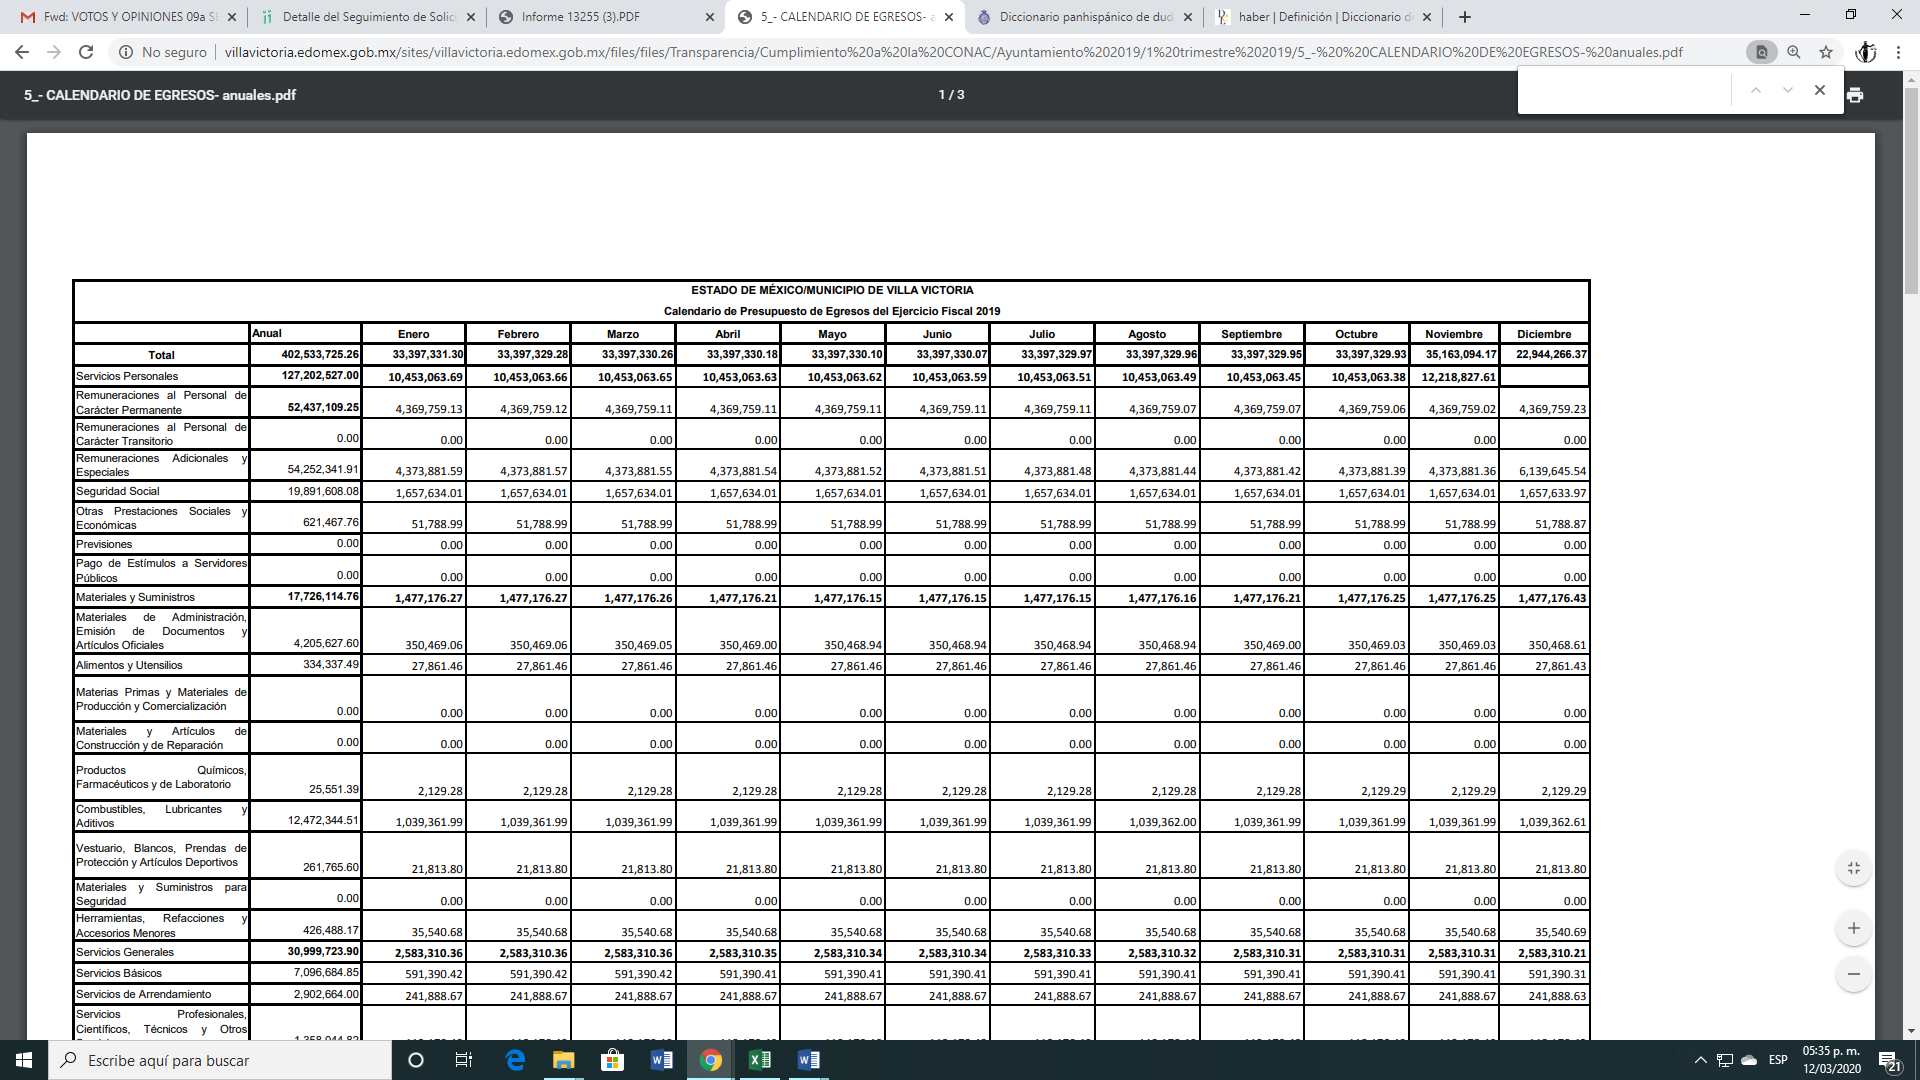 Fwd: VOTOS Y OPINIONES 09a S
Detalle del Seguimiento de Solic
Informe 13255 (3).PDF
5_- CALENDARIO DE EGRESOS- a
Diccionario panhispánico de dud
haber | Definición | Diccionario d
No seguro | villavictoria.edomex.gob.mx/sites/villavictoria.edomex.gob.mx/files/files/Transparencia/Cumplimiento%20a%20la%20CONAC/Ayuntamiento%202019/1%20trimestre%202019/5_-%20%20CALENDARIO%20DE%20EGRESOS-%20anuales.pdf
5_- CALENDARIO DE EGRESOS- anuales.pdf 1 / 3
ESTADO DE MÉXICO/MUNICIPIO DE VILLA VICTORIA
Calendario de Presupuesto de Egresos del Ejercicio Fiscal 2019
Anual Enero Febrero Marzo Abril Mayo Junio Julio Agosto Septiembre Octubre Noviembre Diciembre
Total 402,533,725.26 33,397,331.30 33,397,329.28 33,397,330.26 33,397,330.18 33,397,330.10 33,397,330.07 33,397,329.97 33,397,329.96 33,397,329.95 33,397,329.93 35,163,094.17 22,944,266.37
Servicios Personales 127,202,527.00 10,453,063.69 10,453,063.66 10,453,063.65 10,453,063.63 10,453,063.62 10,453,063.59 10,453,063.51 10,453,063.49 10,453,063.45 10,453,063.38 12,218,827.61
Remuneraciones al Personal de
Carácter Permanente 52,437,109.25 4,369,759.13 4,369,759.12 4,369,759.11 4,369,759.11 4,369,759.11 4,369,759.11 4,369,759.11 4,369,759.07 4,369,759.07 4,369,759.06 4,369,759.02 4,369,759.23
Remuneraciones al Personal de
Carácter Transitorio 0.00 0.00 0.00 0.00 0.00 0.00 0.00 0.00 0.00 0.00 0.00 0.00 0.00
Remuneraciones Adicionales y
Especiales 54,252,341.91 4,373,881.59 4,373,881.57 4,373,881.55 4,373,881.54 4,373,881.52 4,373,881.51 4,373,881.48 4,373,881.44 4,373,881.42 4,373,881.39 4,373,881.36 6,139,645.54
Seguridad Social 19,891,608.08 1,657,634.01 1,657,634.01 1,657,634.01 1,657,634.01 1,657,634.01 1,657,634.01 1,657,634.01 1,657,634.01 1,657,634.01 1,657,634.01 1,657,634.01 1,657,633.97
Otras Prestaciones Sociales y
Económicas 621,467.76 51,788.99 51,788.99 51,788.99 51,788.99 51,788.99 51,788.99 51,788.99 51,788.99 51,788.99 51,788.99 51,788.99 51,788.87
Previsiones 0.00 0.00 0.00 0.00 0.00 0.00 0.00 0.00 0.00 0.00 0.00 0.00 0.00
Pago de Estímulos a Servidores
Públicos 0.00 0.00 0.00 0.00 0.00 0.00 0.00 0.00 0.00 0.00 0.00 0.00 0.00
Materiales y Suministros 17,726,114.76 1,477,176.27 1,477,176.27 1,477,176.26 1,477,176.21 1,477,176.15 1,477,176.15 1,477,176.15 1,477,176.16 1,477,176.21 1,477,176.25 1,477,176.25 1,477,176.43
Materiales de Administración,
Emisión de Documentos y
Artículos Oficiales 4,205,627.60 350,469.06 350,469.06 350,469.05 350,469.00 350,468.94 350,468.94 350,468.94 350,468.94 350,469.00 350,469.03 350,469.03 350,468.61
Alimentos y Utensilios 334,337.49 27,861.46 27,861.46 27,861.46 27,861.46 27,861.46 27,861.46 27,861.46 27,861.46 27,861.46 27,861.46 27,861.46 27,861.43
Materias Primas y Materiales de
Producción y Comercialización 0.00 0.00 0.00 0.00 0.00 0.00 0.00 0.00 0.00 0.00 0.00 0.00 0.00
Materiales y Artículos de
Construcción y de Reparación 0.00 0.00 0.00 0.00 0.00 0.00 0.00 0.00 0.00 0.00 0.00 0.00 0.00
Productos Químicos,
Farmacéuticos y de Laboratorio 25,551.39 2,129.28 2,129.28 2,129.28 2,129.28 2,129.28 2,129.28 2,129.28 2,129.28 2,129.28 2,129.29 2,129.29 2,129.29
Combustibles, Lubricantes y
Aditivos 12,472,344.51 1,039,361.99 1,039,361.99 1,039,361.99 1,039,361.99 1,039,361.99 1,039,361.99 1,039,361.99 1,039,362.00 1,039,361.99 1,039,361.99 1,039,361.99 1,039,362.61
Vestuario, Blancos, Prendas de
Protección y Artículos Deportivos 261,765.60 21,813.80 21,813.80 21,813.80 21,813.80 21,813.80 21,813.80 21,813.80 21,813.80 21,813.80 21,813.80 21,813.80 21,813.80
Materiales y Suministros para
Seguridad 0.00 0.00 0.00 0.00 0.00 0.00 0.00 0.00 0.00 0.00 0.00 0.00 0.00
Herramientas, Refacciones y
Accesorios Menores 426,488.17 35,540.68 35,540.68 35,540.68 35,540.68 35,540.68 35,540.68 35,540.68 35,540.68 35,540.68 35,540.68 35,540.68 35,540.69
Servicios Generales 30,999,723.90 2,583,310.36 2,583,310.36 2,583,310.36 2,583,310.35 2,583,310.34 2,583,310.34 2,583,310.33 2,583,310.32 2,583,310.31 2,583,310.31 2,583,310.31 2,583,310.21
Servicios Básicos 7,096,684.85 591,390.42 591,390.42 591,390.42 591,390.41 591,390.41 591,390.41 591,390.41 591,390.41 591,390.41 591,390.41 591,390.41 591,390.31
Servicios de Arrendamiento 2,902,664.00 241,888.67 241,888.67 241,888.67 241,888.67 241,888.67 241,888.67 241,888.67 241,888.67 241,888.67 241,888.67 241,888.67 241,888.63
Servicios Profesionales,
Científicos, Técnicos y Otros
Escribe aquí para buscar
ESP
05:35 p. m.
12/03/2020
21